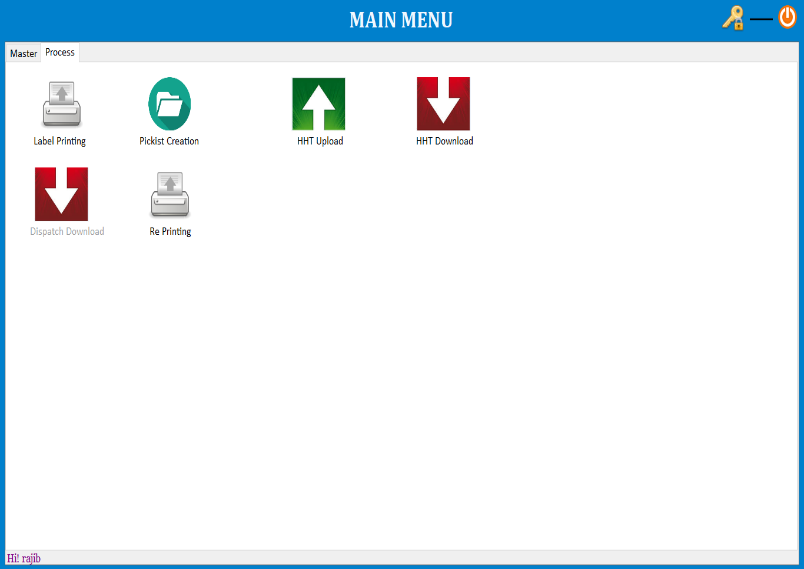 MAIN MENU
Master Process
Label Printing Pickist Creation HHT Upload HHT Download
Dispatch Download Re Printing
Hi! rajib